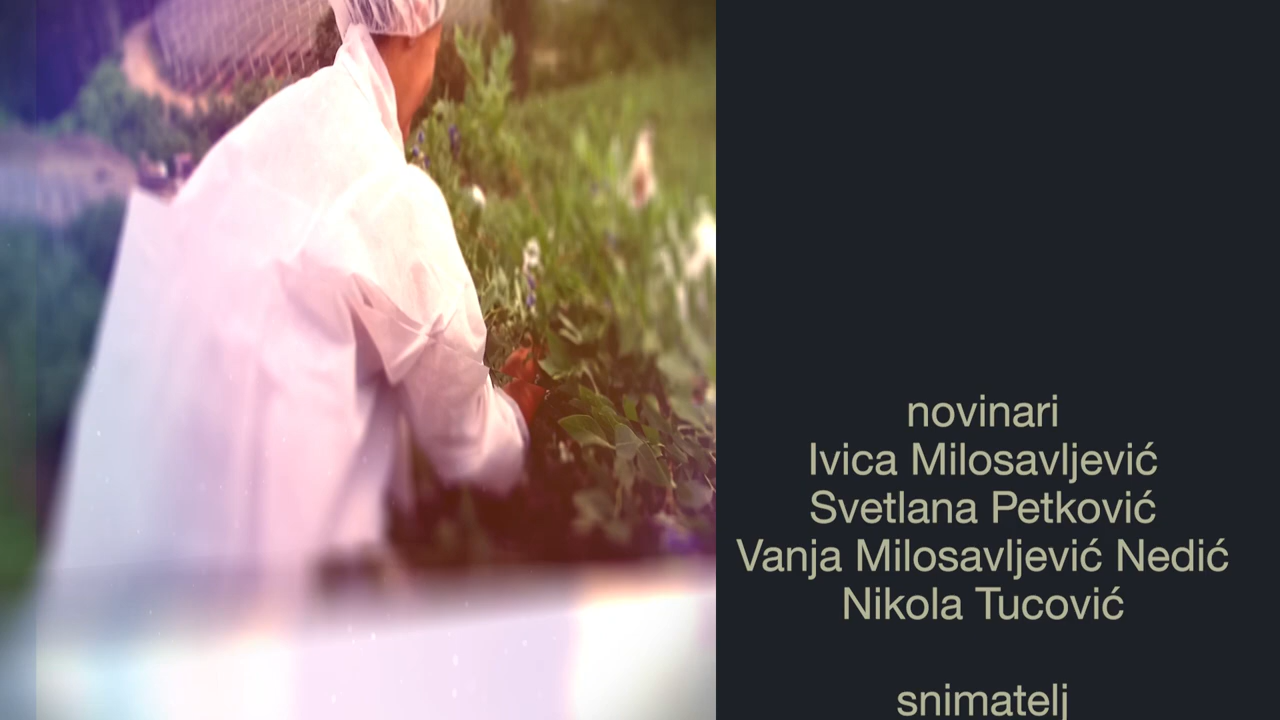 novinari
Ivica Milosavljević
Svetlana Petković
Vanja Milosavljević Nedić
Nikola Tucović
snimatelj